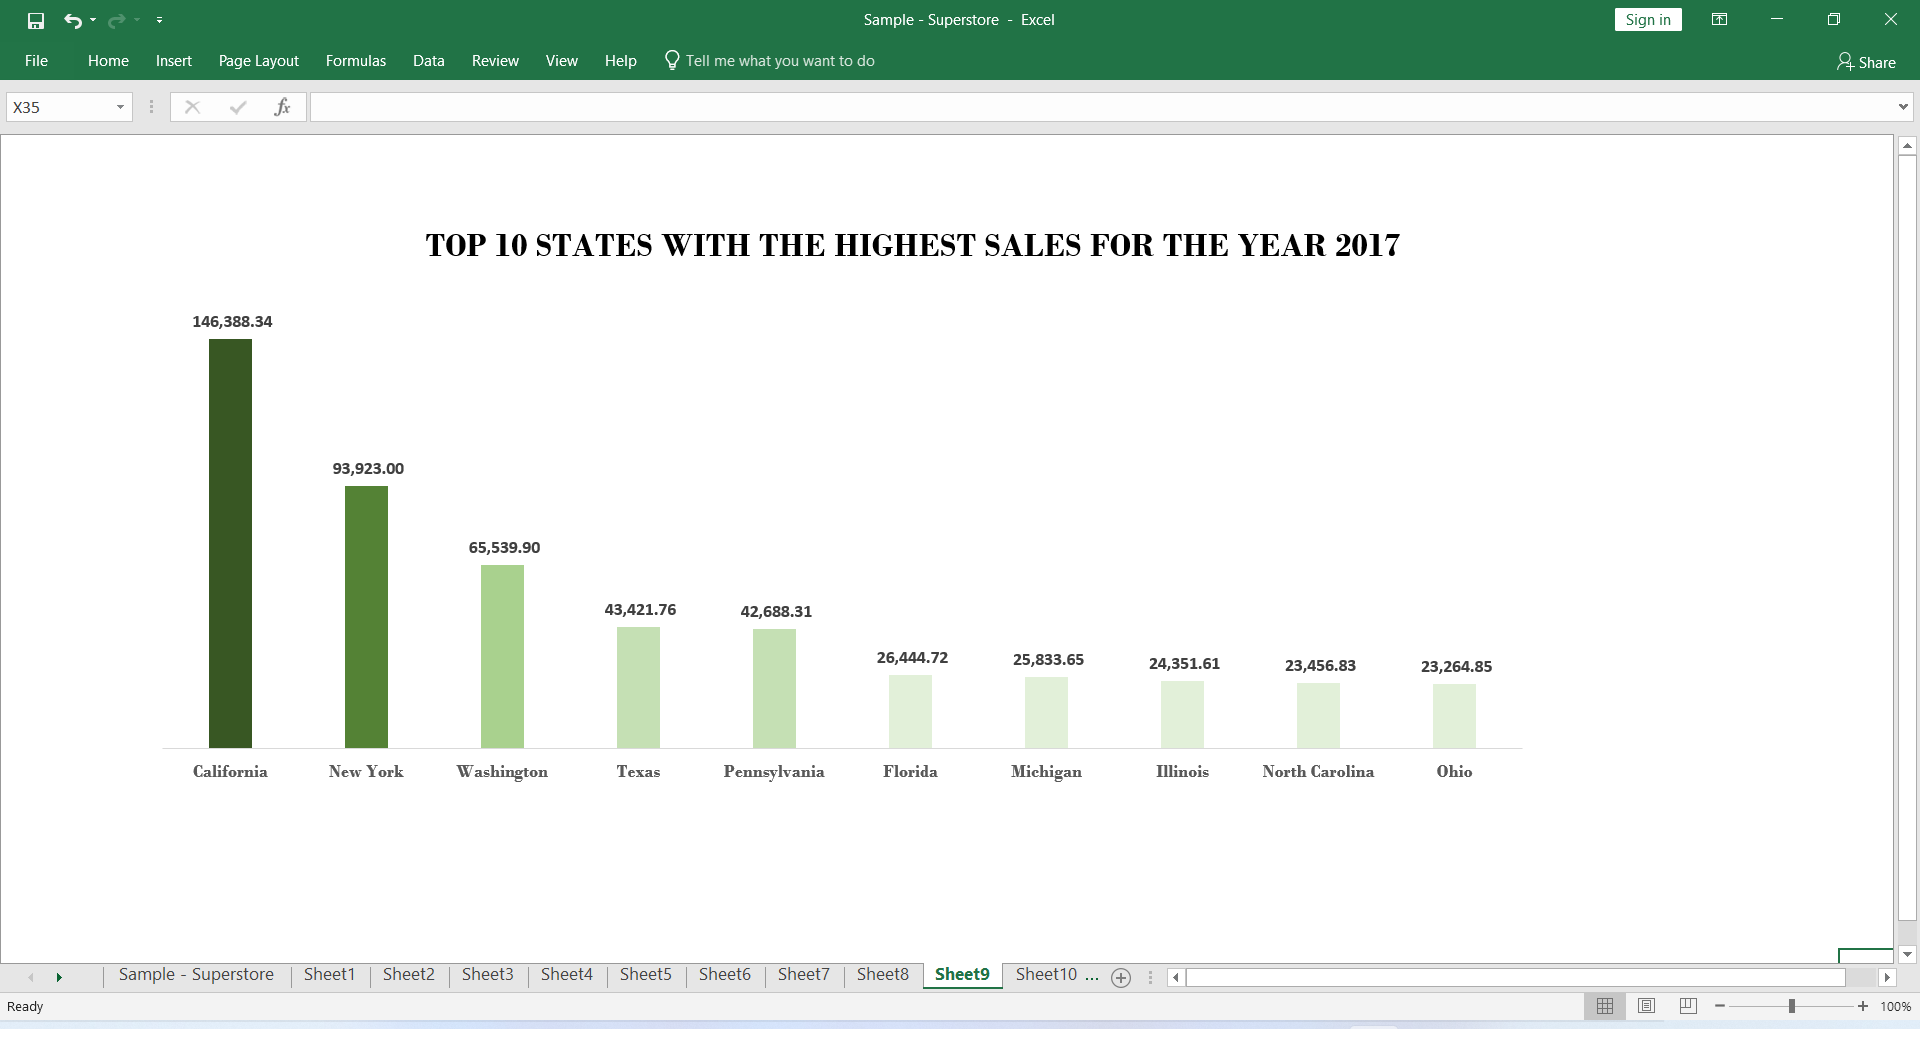 Sample - Superstore - Excel
Sign in
File Home Insert Page Layout Formulas Data Review View Help Tell me what you want to do
Share
X35
fx
TOP 10 STATES WITH THE HIGHEST SALES FOR THE YEAR 2017
146,388.34
93,923.00
65,539.90
43,421.76
42,688.31
26,444.72
25,833.65
24,351.61
23,456.83
23,264.85
California New York Washington Texas Pennsylvania Florida Michigan Illinois North Carolina Ohio
Sample - Superstore Sheet1 Sheet2 Sheet3 Sheet4 Sheet5 Sheet6 Sheet7 Sheet8 Sheet9 Sheet10 ...
Ready
100%